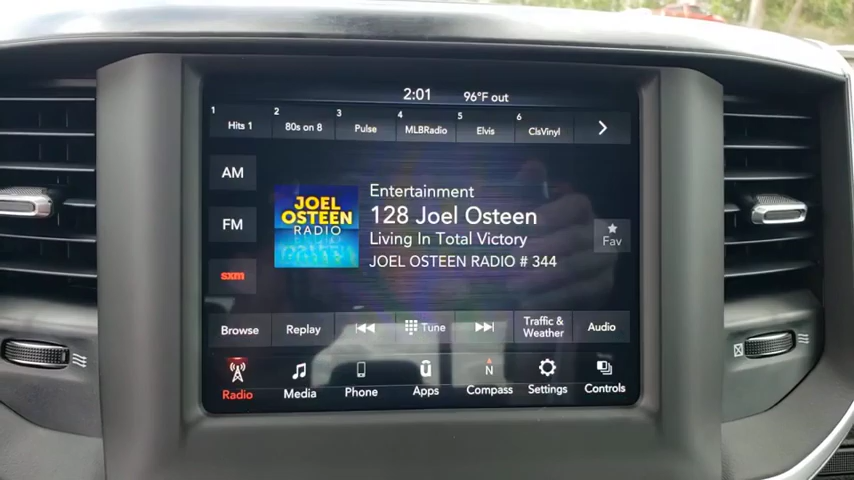 2:01 96°F out
1 Hits 1 2 80s on 8 3 Pulse 4 MLBRadio 5 Elvis 6 ClsVinyl
AM
FM
sxm
JOEL
OSTEEN
RADIO
Entertainment
128 Joel Osteen
Living In Total Victory
JOEL OSTEEN RADIO # 344
Fav
Browse Replay Tune Traffic & Weather Audio
Radio Media Phone Apps N Compass Settings Controls